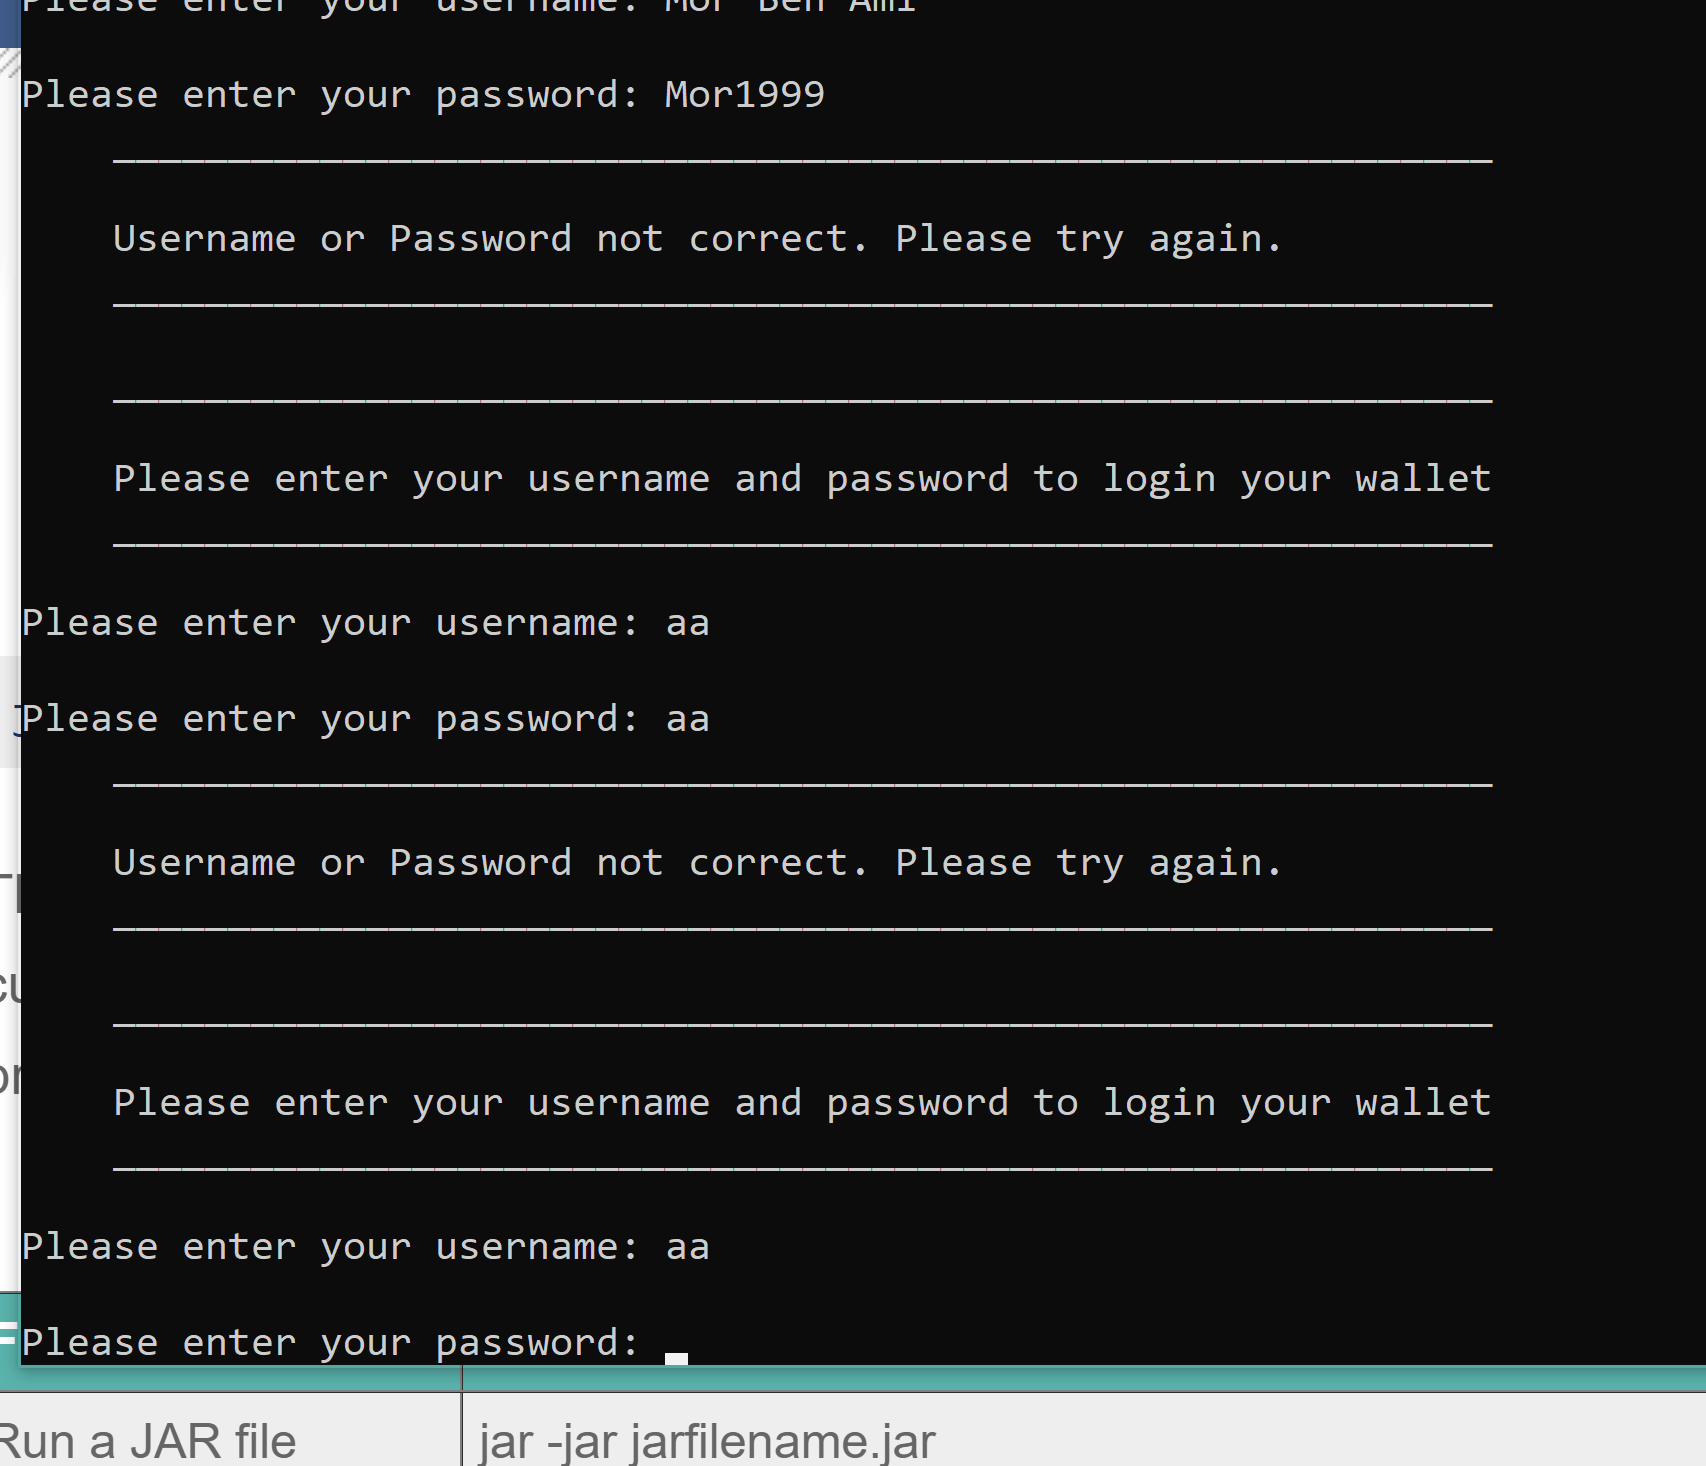 Please enter your username: Mor Ben Ami
Please enter your password: Mor1999
Username or Password not correct. Please try again.
Please enter your username and password to login your wallet
Please enter your username: aa
Please enter your password: aa
Username or Password not correct. Please try again.
Please enter your username and password to login your wallet
Please enter your username: aa
Please enter your password:
Run a JAR file
jar -jar jarfilename.jar